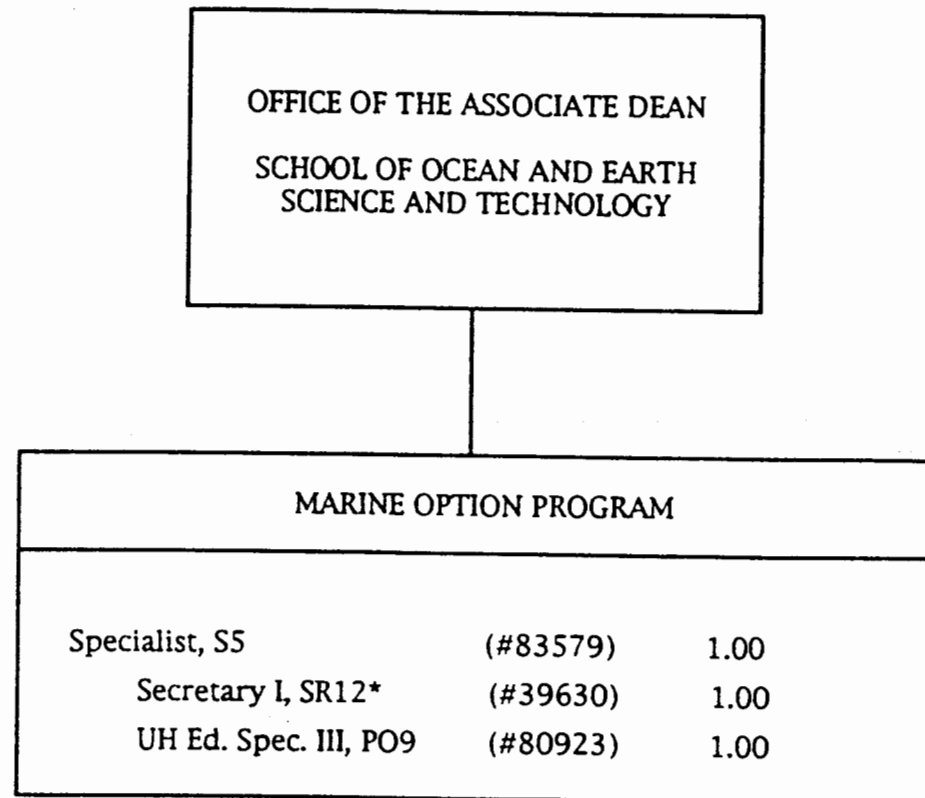 OFFICE OF THE ASSOCIATE DEAN
SCHOOL OF OCEAN AND EARTH
SCIENCE AND TECHNOLOGY
MARINE OPTION PROGRAM
Specialist, S5 (#83579) 1.00
Secretary I, SR12* (#39630) 1.00
UH Ed. Spec. III, PO9 (#80923) 1.00